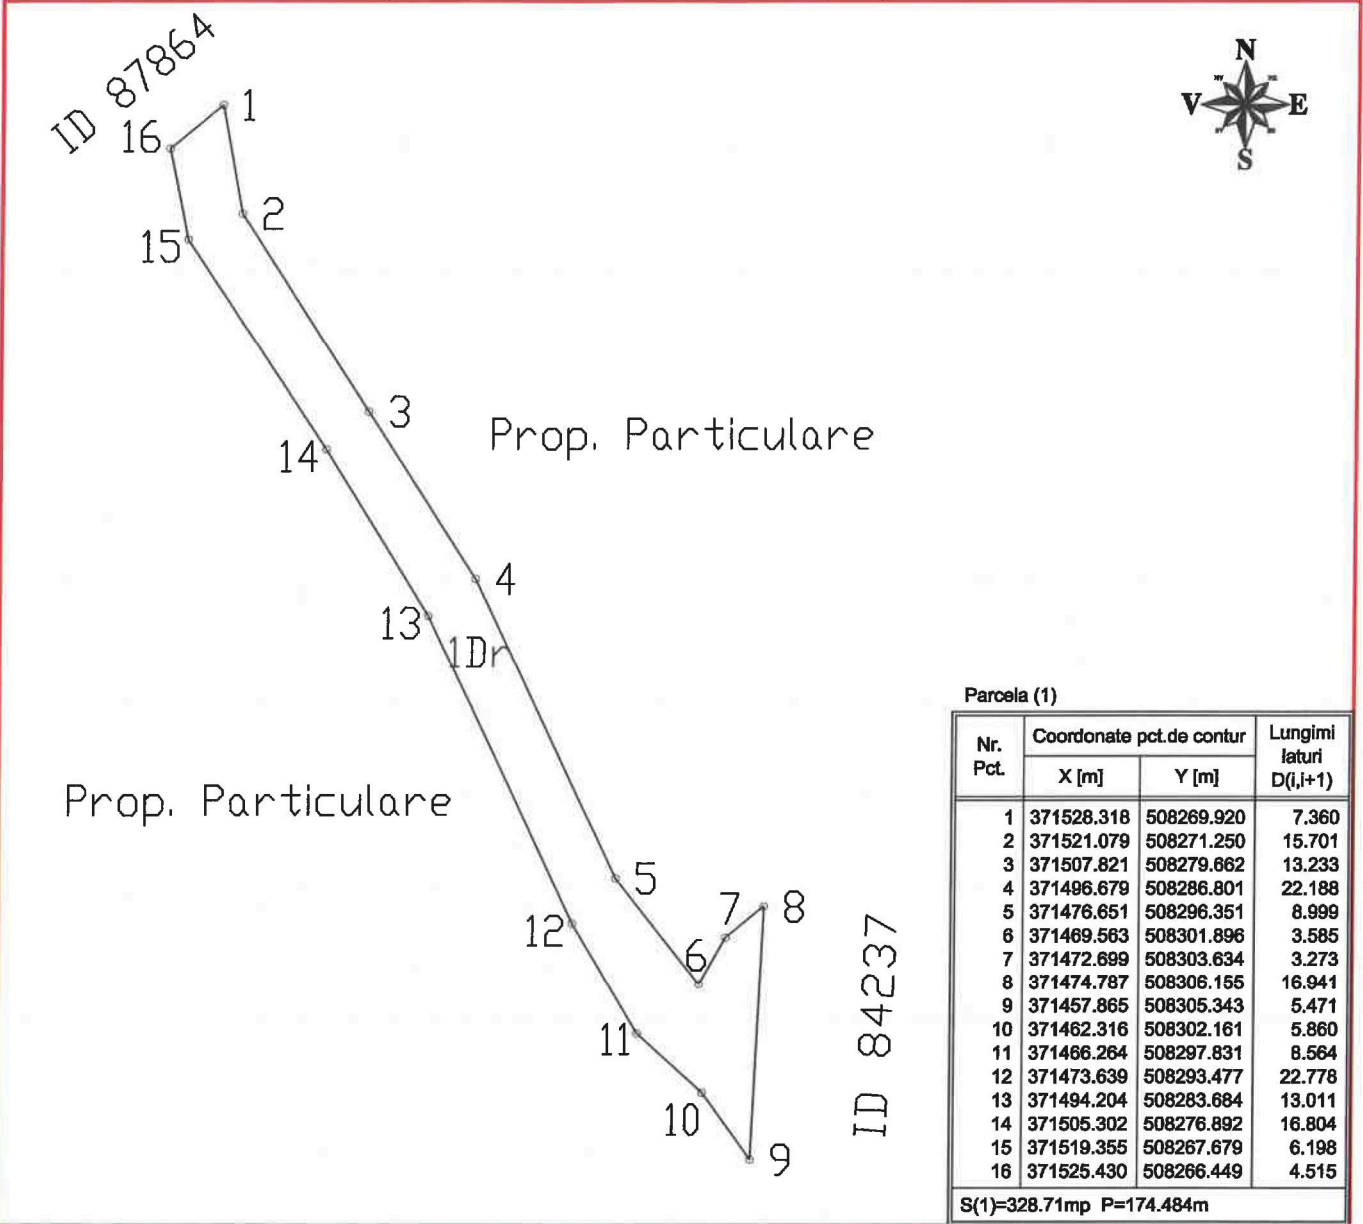 ID 87864
N
V E
S
1
16
2
15
3
Prop. Particulare
14
4
13
1Dr
Prop. Particulare
5
8
7
12
6
11
ID 84237
10
9
Parcela (1)
Nr. Pct. Coordonate pct.de contur Lungimi laturi D(i,i+1)
X [m] Y [m]
1 371528.318 508269.920 7.360
2 371521.079 508271.250 15.701
3 371507.821 508279.662 13.233
4 371496.679 508286.801 22.188
5 371476.651 508296.351 8.999
6 371469.563 508301.896 3.585
7 371472.699 508303.634 3.273
8 371474.787 508306.155 16.941
9 371457.865 508305.343 5.471
10 371462.316 508302.161 5.860
11 371466.264 508297.831 8.564
12 371473.639 508293.477 22.778
13 371494.204 508283.684 13.011
14 371505.302 508276.892 16.804
15 371519.355 508267.679 6.198
16 371525.430 508266.449 4.515
S(1)=328.71mp P=174.484m